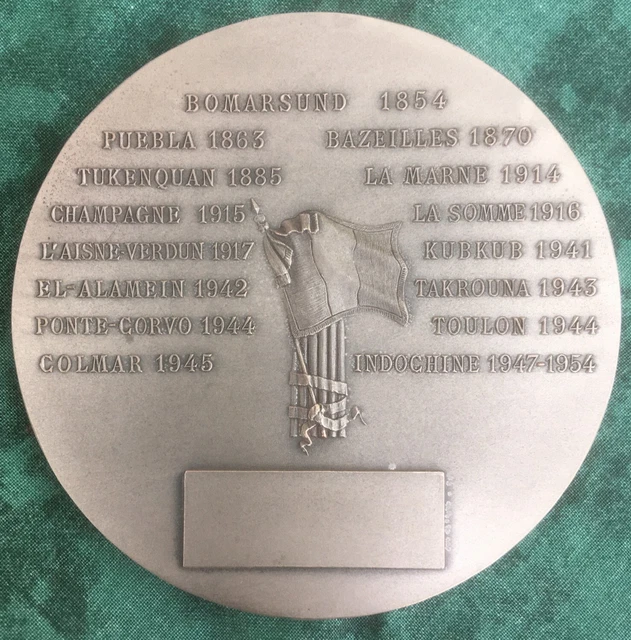 BOMARSUND 1854
PUEBLA 1863 BAZEILLES 1870
TUKENQUAN 1885 LA MARNE 1914
CHAMPAGNE 1915 LA SOMME 1916
L'AISNE-VERDUN 1917 KUBKUB 1941
EL-ALAMEIN 1942 TAKROUNA 1943
PONTE-CORVO 1944 TOULON 1944
COLMAR 1945 INDOCHINE 1947-1954